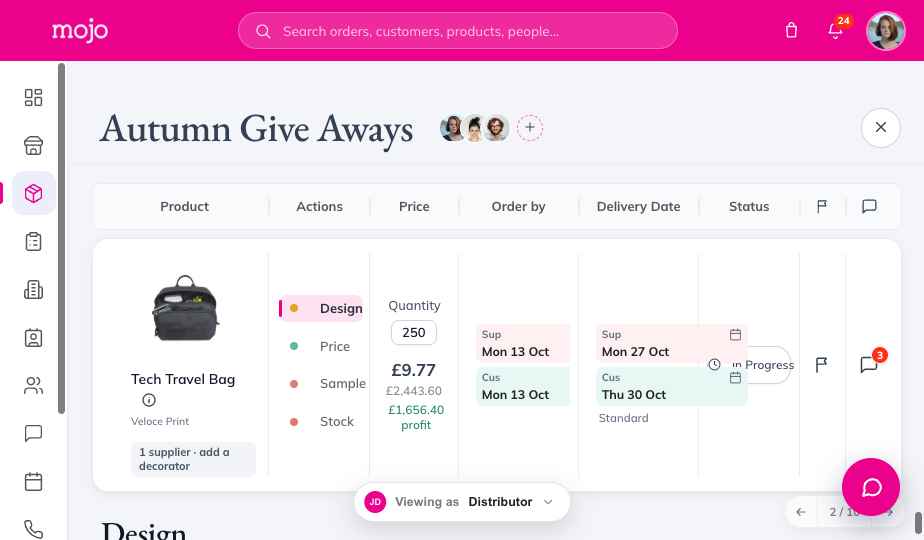 mojo
Search orders, customers, products, people...
24
Autumn Give Aways
Product
Actions
Price
Order by
Delivery Date
Status
Tech Travel Bag
Veloce Print
1 supplier · add a
decorator
Design
Price
Sample
Stock
Quantity
250
£9.77
£2,443.60
£1,656.40
profit
Sup
Mon 13 Oct
Cus
Mon 13 Oct
Sup
Mon 27 Oct
Cus
Thu 30 Oct
Standard
In Progress
3
JD Viewing as Distributor
2 /
Design